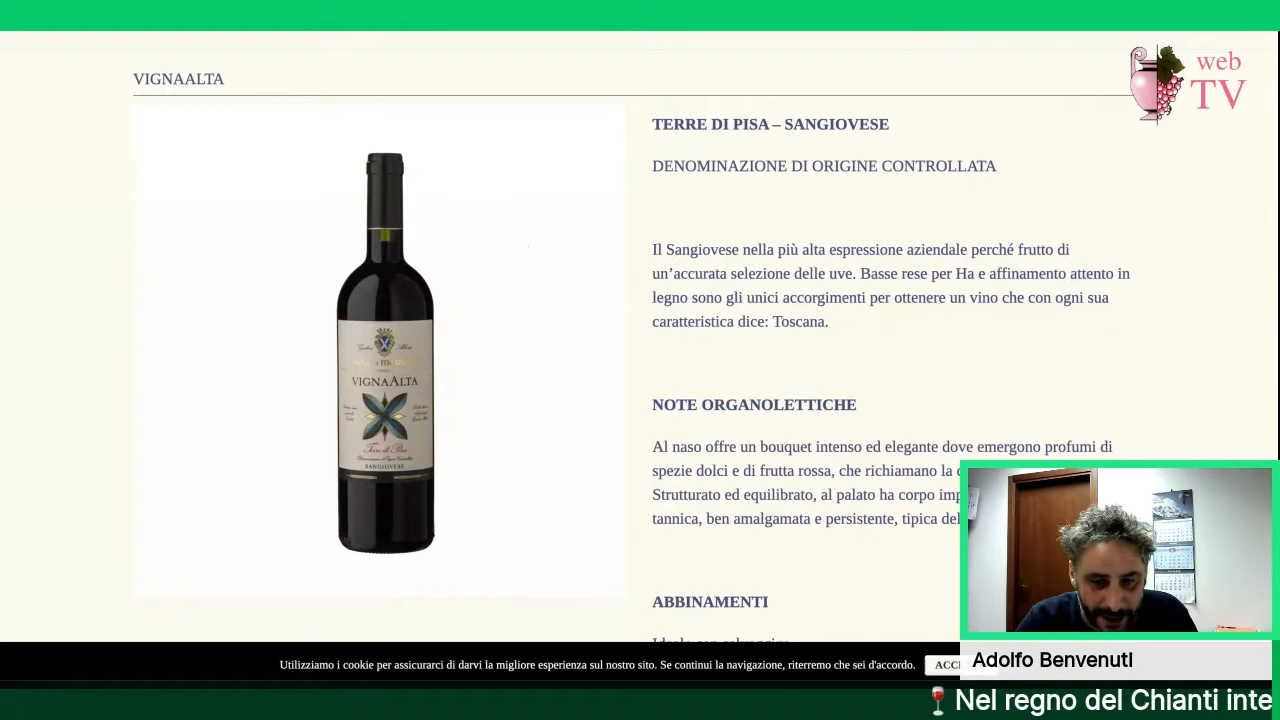 VIGNAALTA
web
TV
TERRE DI PISA – SANGIOVESE
DENOMINAZIONE DI ORIGINE CONTROLLATA
Il Sangiovese nella più alta espressione aziendale perché frutto di
un’accurata selezione delle uve. Basse rese per Ha e affinamento attento in
legno sono gli unici accorgimenti per ottenere un vino che con ogni sua
caratteristica dice: Toscana.
NOTE ORGANOLETTICHE
Al naso offre un bouquet intenso ed elegante dove emergono profumi di
spezie dolci e di frutta rossa, che richiamano la
Strutturato ed equilibrato, al palato ha corpo
tannica, ben amalgamata e persistente, tipica
ABBINAMENTI
VIGNAALTA
Terre di Pisa
SANGIOVESE
Utilizziamo i cookie per assicurarci di darvi la migliore esperienza sul nostro sito. Se continui la navigazione, riterremo che sei d'accordo.
Adolfo Benvenuti
Nel regno del Chianti inte